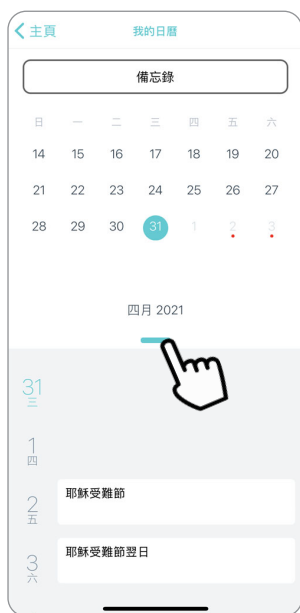 主頁 我的日曆
備忘錄
日 一 二 三 四 五 六
14 15 16 17 18 19 20
21 22 23 24 25 26 27
28 29 30 31 1 2 3
四月 2021
31
三
1
四
2
五
耶穌受難節
3
六
耶穌受難節翌日